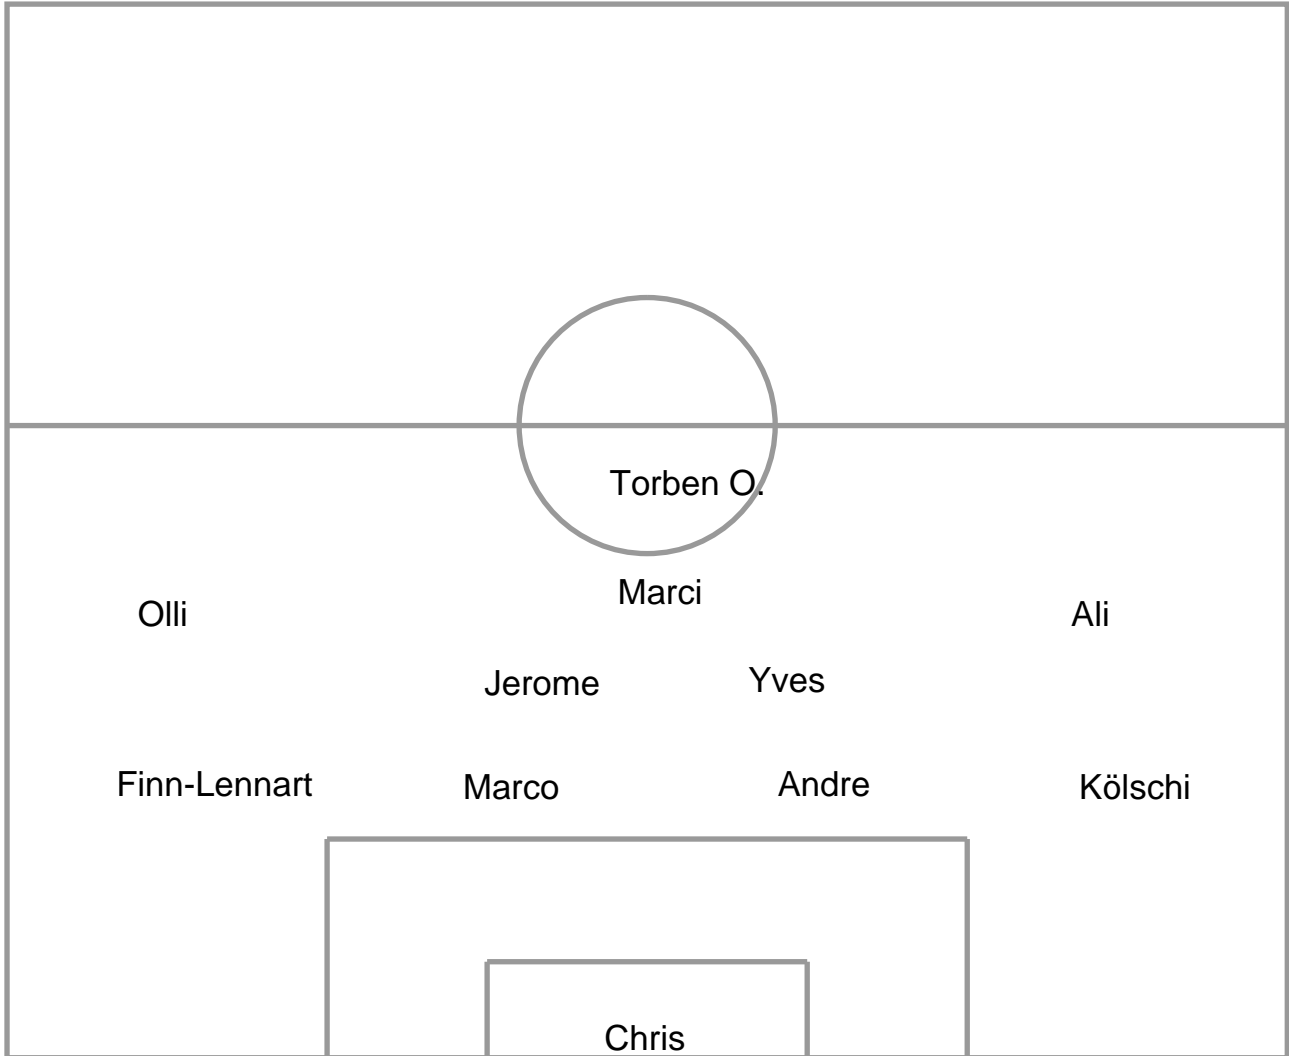 Torben O.
Marci
Olli
Ali
Jerome
Yves
Finn-Lennart
Marco
Andre
Kölschi
Chris